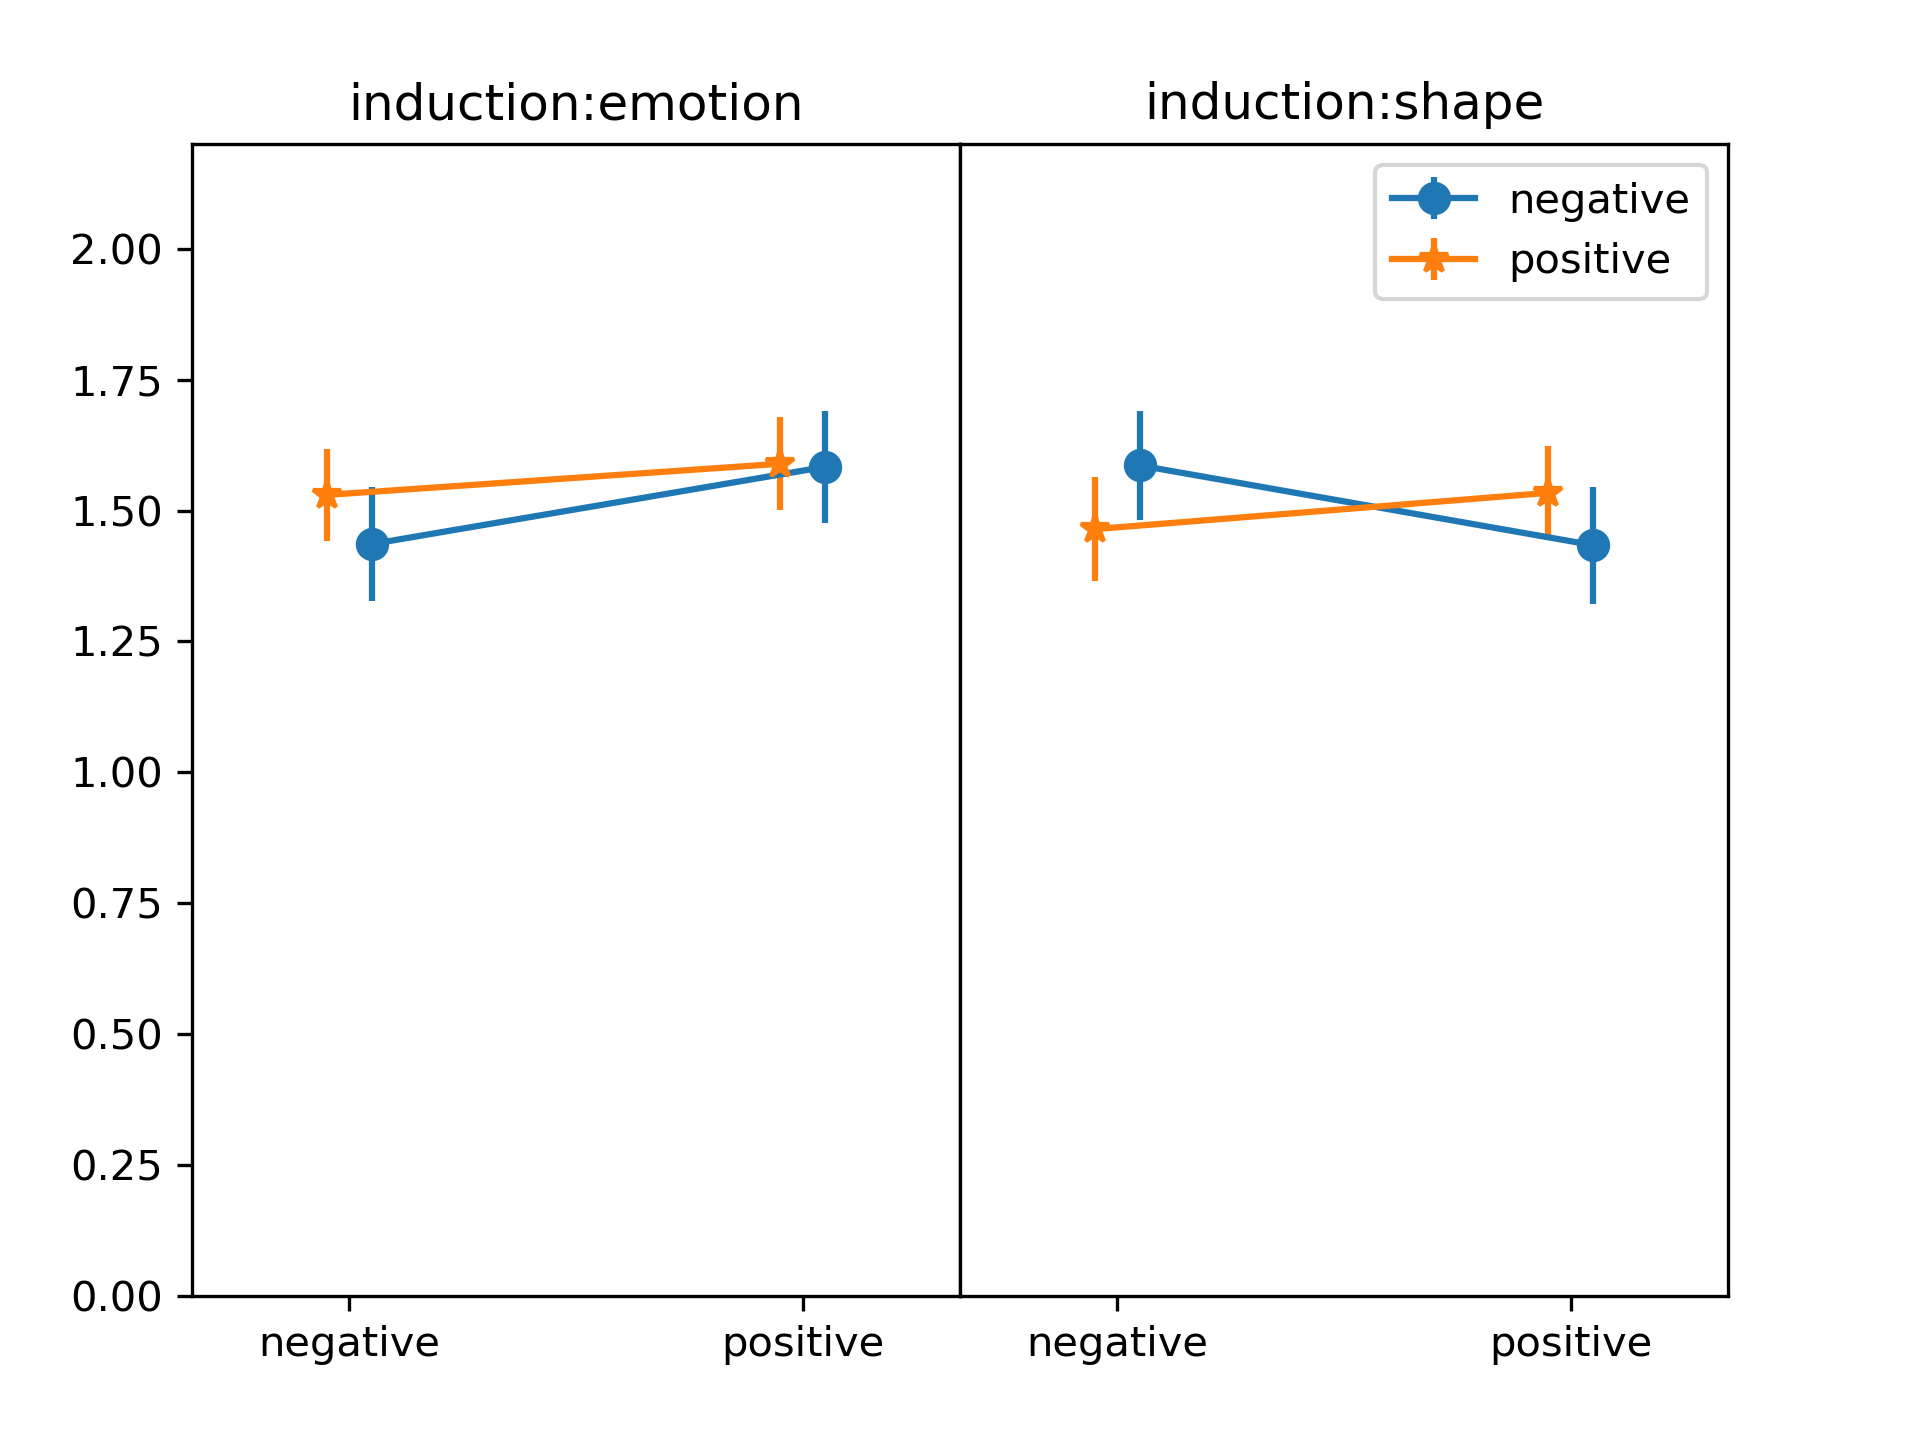 induction:emotion
induction:shape
negative
positive
2.00
1.75
1.50
1.25
1.00
0.75
0.50
0.25
0.00
negative
positive
negative
positive